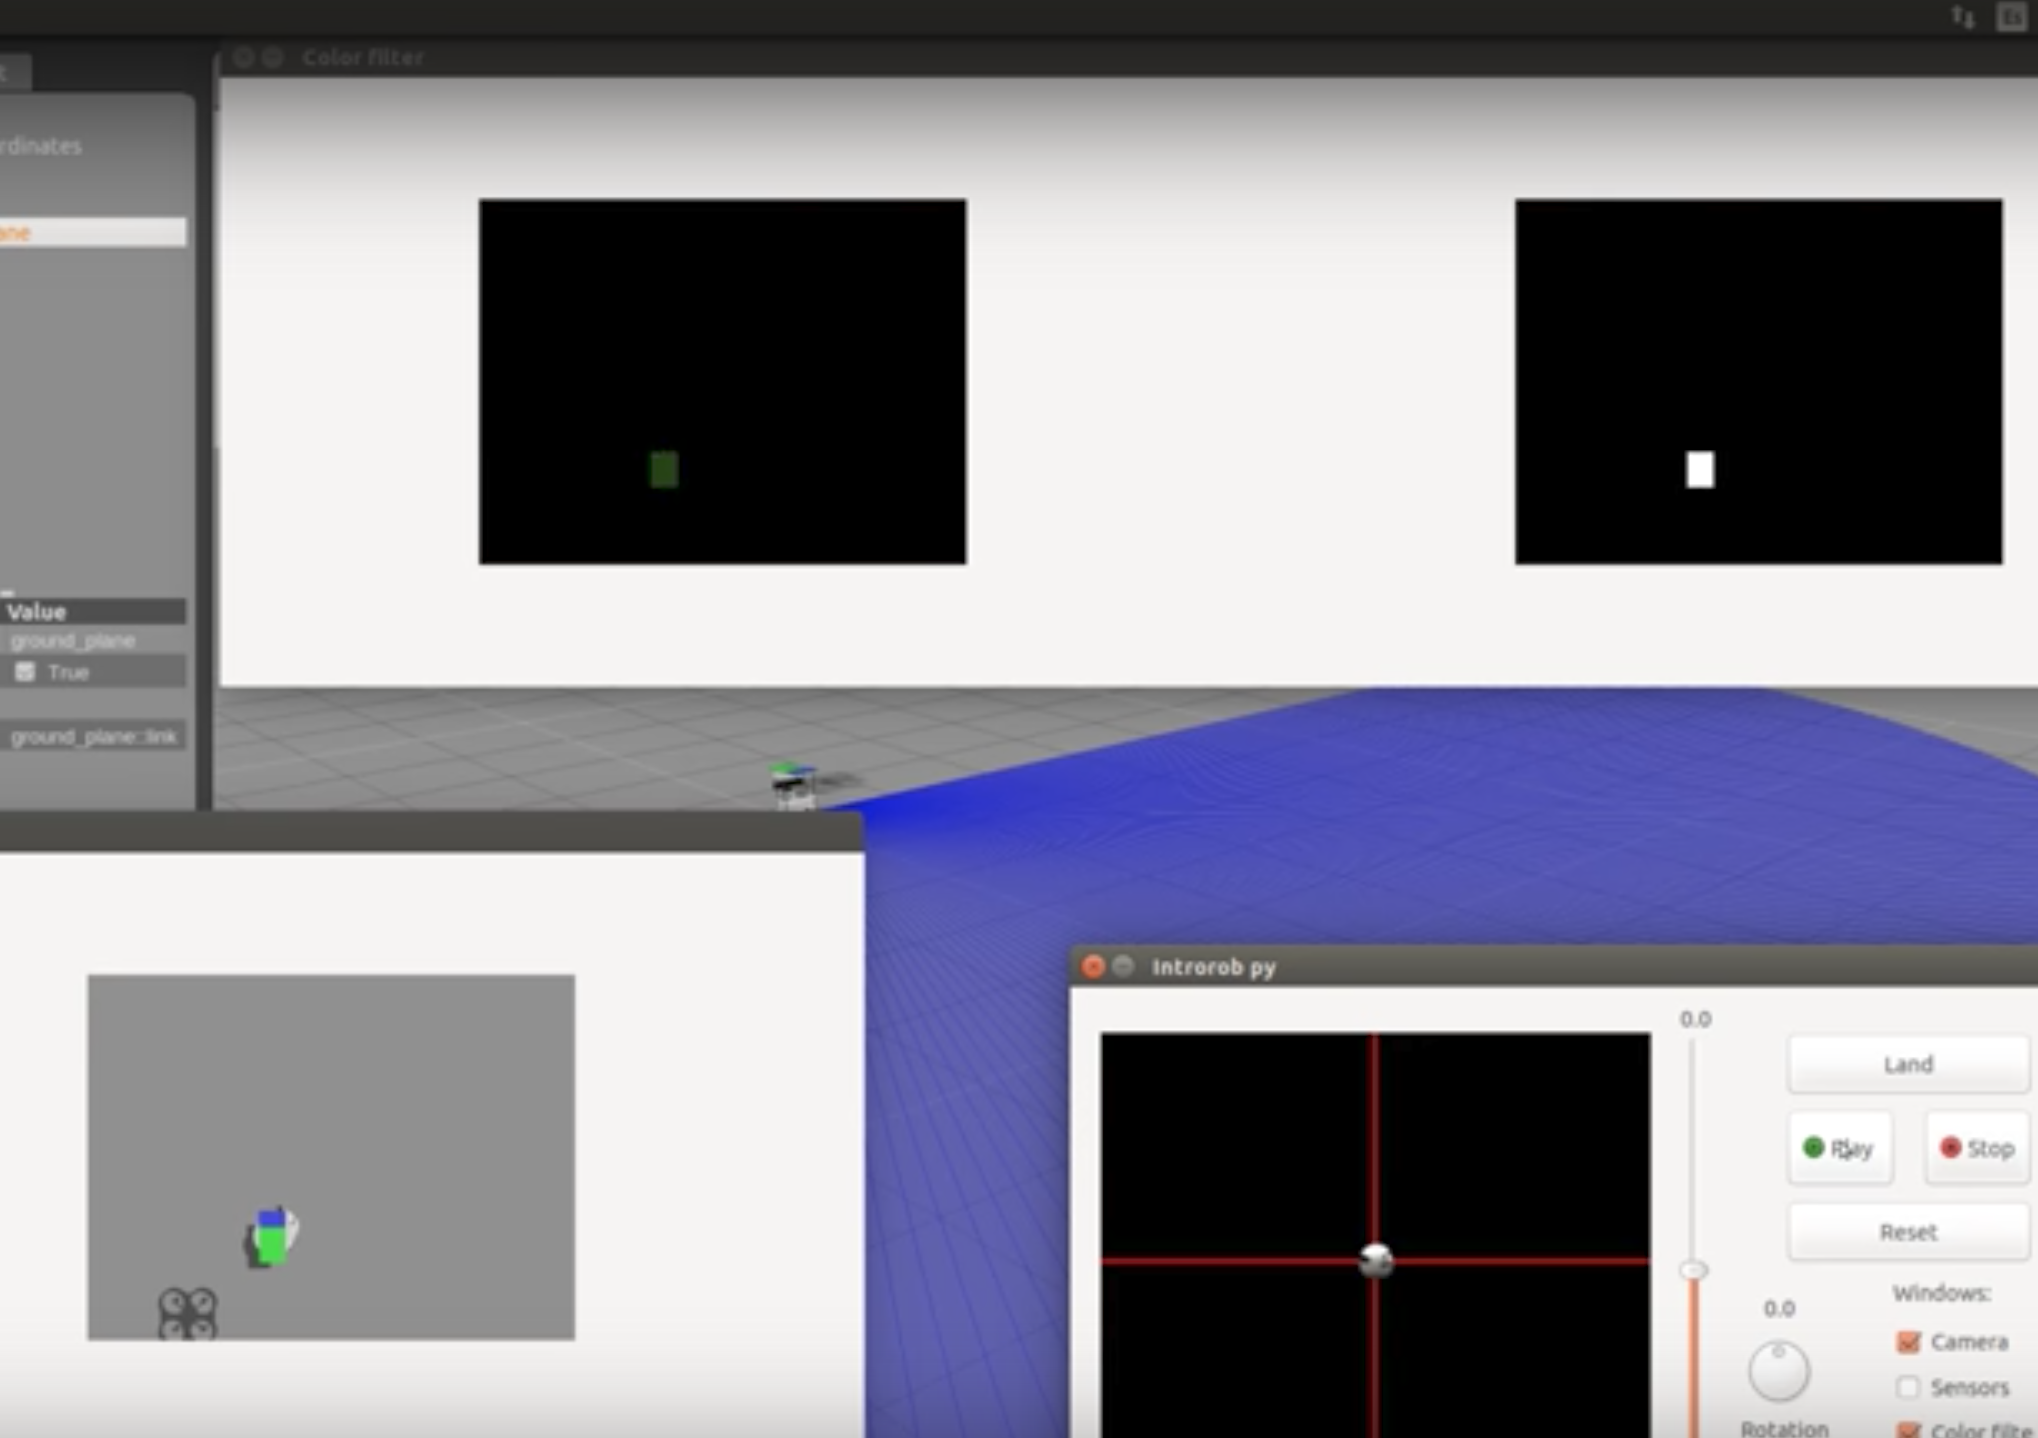 Es
Color filter
t
rdinates
ane
Value
ground_plane
True
ground_plane::link
Introrob py
0.0
Land
Play
Stop
Reset
Windows:
0.0
Camera
Sensors
Rotation
Color filte